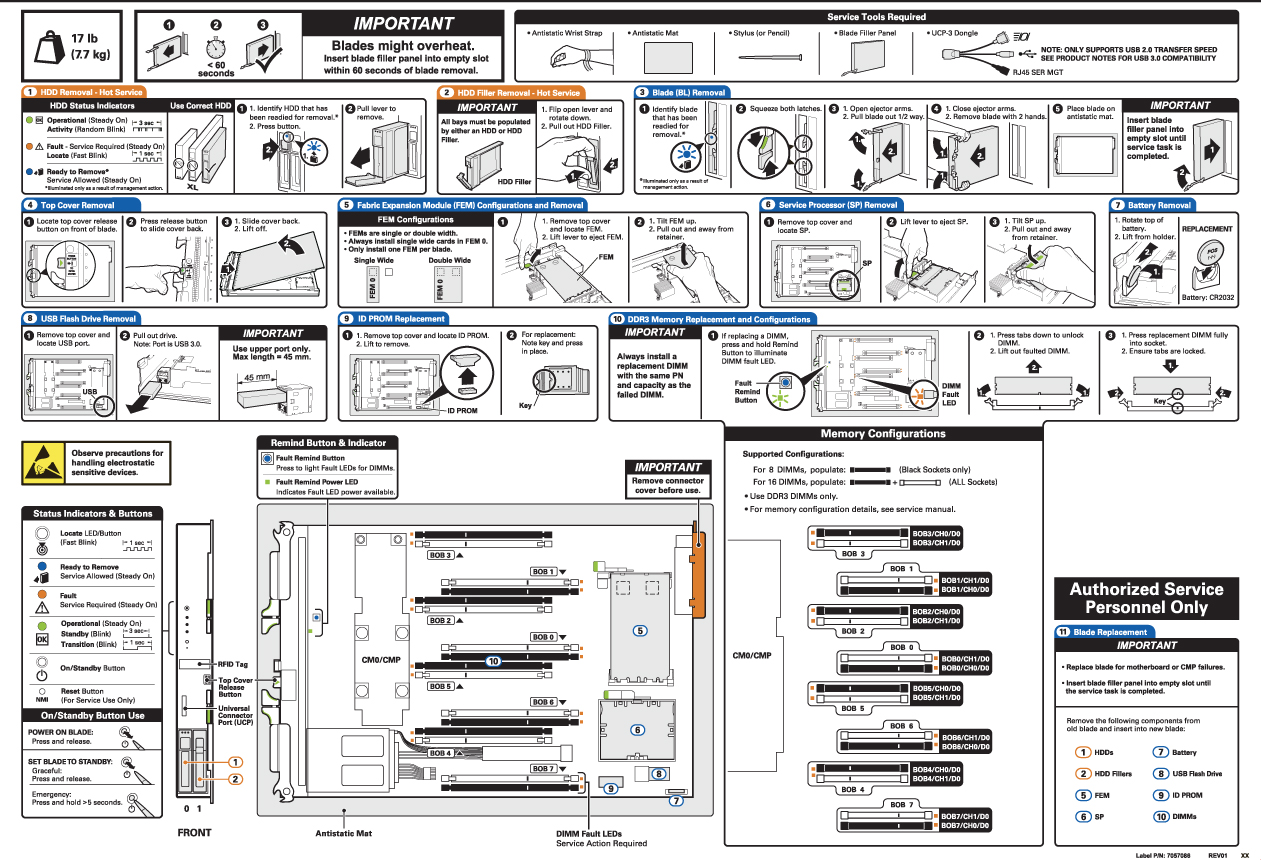 17 lb
(7.7 kg)
1
2
3
< 60
seconds
IMPORTANT
Blades might overheat.
Insert blade filler panel into empty slot
within 60 seconds of blade removal.
Service Tools Required
• Antistatic Wrist Strap
• Antistatic Mat
• Stylus (or Pencil)
• Blade Filler Panel
• UCP-3 Dongle
NOTE: ONLY SUPPORTS USB 2.0 TRANSFER SPEED
SEE PRODUCT NOTES FOR USB 3.0 COMPATIBILITY
RJ45 SER MGT
1 HDD Removal - Hot Service
HDD Status Indicators
Use Correct HDD
OK Operational (Steady On)
Activity (Random Blink)
3 sec
Fault - Service Required (Steady On)
Locate (Fast Blink)
1 sec
Ready to Remove*
Service Allowed (Steady On)
*Illuminated only as a result of management action.
XL
1 1. Identify HDD that has
been readied for removal.*
2. Press button.
2.
1.
2 Pull lever to
remove.
2 HDD Filler Removal - Hot Service
IMPORTANT
All bays must be populated
by either an HDD or HDD
Filler.
HDD Filler
1. Flip open lever and
rotate down.
2. Pull out HDD Filler.
1.
2.
3 Blade (BL) Removal
1 Identify blade
that has been
readied for
removal.*
*Illuminated only as a result of
management action.
2 Squeeze both latches.
3 1. Open ejector arms.
2. Pull blade out 1/2 way.
1.
2.
1.
4 1. Close ejector arms.
2. Remove blade with 2 hands.
1.
2.
1.
5 Place blade on
antistatic mat.
IMPORTANT
Insert blade
filler panel into
empty slot until
service task is
completed.
1.
4 Top Cover Removal
1 Locate top cover release
button on front of blade.
2 Press release button
to slide cover back.
3 1. Slide cover back.
2. Lift off.
1.
2.
5 Fabric Expansion Module (FEM) Configurations and Removal
FEM Configurations
• FEMs are single or double width.
• Always install single wide cards in FEM 0.
• Only install one FEM per blade.
Single Wide
Double Wide
FEM 0
FEM 0
1
1. Remove top cover
and locate FEM.
2. Lift lever to eject FEM.
FEM
2 1. Tilt FEM up.
2. Pull out and away from
retainer.
1.
2.
6 Service Processor (SP) Removal
1 Remove top cover and
locate SP.
SP
2 Lift lever to eject SP.
3 1. Tilt SP up.
2. Pull out and away
from retainer.
1.
2.
7 Battery Removal
1. Rotate top of
battery.
2. Lift from holder.
2.
1.
REPLACEMENT
POS
Battery: CR2032
8 USB Flash Drive Removal
1 Remove top cover and
locate USB port.
USB
2 Pull out drive.
Note: Port is USB 3.0.
IMPORTANT
Use upper port only.
Max length = 45 mm.
45 mm
9 ID PROM Replacement
1 1. Remove top cover and locate ID PROM.
2. Lift to remove.
ID PROM
2 For replacement:
Note key and press
in place.
Key
10 DDR3 Memory Replacement and Configurations
IMPORTANT
Always install a
replacement DIMM
with the same PN
and capacity as the
failed DIMM.
1 If replacing a DIMM,
press and hold Remind
Button to illuminate
DIMM fault LED.
Fault
Remind
Button
DIMM
Fault
LED
2 1. Press tabs down to unlock
DIMM.
2. Lift out faulted DIMM.
2.
1.
1.
3 1. Press replacement DIMM fully
into socket.
2. Ensure tabs are locked.
1.
2.
Key
2.
Observe precautions for
handling electrostatic
sensitive devices.
Remind Button & Indicator
Fault Remind Button
Press to light Fault LEDs for DIMMs.
Fault Remind Power LED
Indicates Fault LED power available.
IMPORTANT
Remove connector
cover before use.
Status Indicators & Buttons
Locate LED/Button
(Fast Blink)
1 sec
Ready to Remove
Service Allowed (Steady On)
Fault
Service Required (Steady On)
Operational (Steady On)
OK Standby (Blink)
3 sec
Transition (Blink)
1 sec
On/Standby Button
Reset Button
NMI (For Service Use Only)
On/Standby Button Use
POWER ON BLADE:
Press and release.
SET BLADE TO STANDBY:
Graceful:
Press and release.
Emergency:
Press and hold >5 seconds.
RFID Tag
Top Cover
Release
Button
Universal
Connector
Port (UCP)
1
2
0 1
FRONT
CM0/CMP
BOB 3
BOB 1
BOB 2
BOB 0
10
BOB 5
BOB 6
BOB 4
BOB 7
5
6
8
9
7
Antistatic Mat
DIMM Fault LEDs
Service Action Required
Memory Configurations
Supported Configurations:
For 8 DIMMs, populate: (Black Sockets only)
For 16 DIMMs, populate: + (ALL Sockets)
• Use DDR3 DIMMs only.
• For memory configuration details, see service manual.
CM0/CMP
BOB3/CH0/D0
BOB3/CH1/D0
BOB 3
BOB 1
BOB1/CH1/D0
BOB1/CH0/D0
BOB2/CH0/D0
BOB2/CH1/D0
BOB 2
BOB 0
BOB0/CH1/D0
BOB0/CH0/D0
BOB5/CH0/D0
BOB5/CH1/D0
BOB 5
BOB 6
BOB6/CH1/D0
BOB6/CH0/D0
BOB4/CH0/D0
BOB4/CH1/D0
BOB 4
BOB 7
BOB7/CH1/D0
BOB7/CH0/D0
Authorized Service
Personnel Only
11 Blade Replacement
IMPORTANT
• Replace blade for motherboard or CMP failures.
• Insert blade filler panel into empty slot until
the service task is completed.
Remove the following components from
old blade and insert into new blade:
1 HDDs
7 Battery
2 HDD Fillers
8 USB Flash Drive
5 FEM
9 ID PROM
6 SP
10 DIMMs
Label P/N: 7057086 REV01 XX